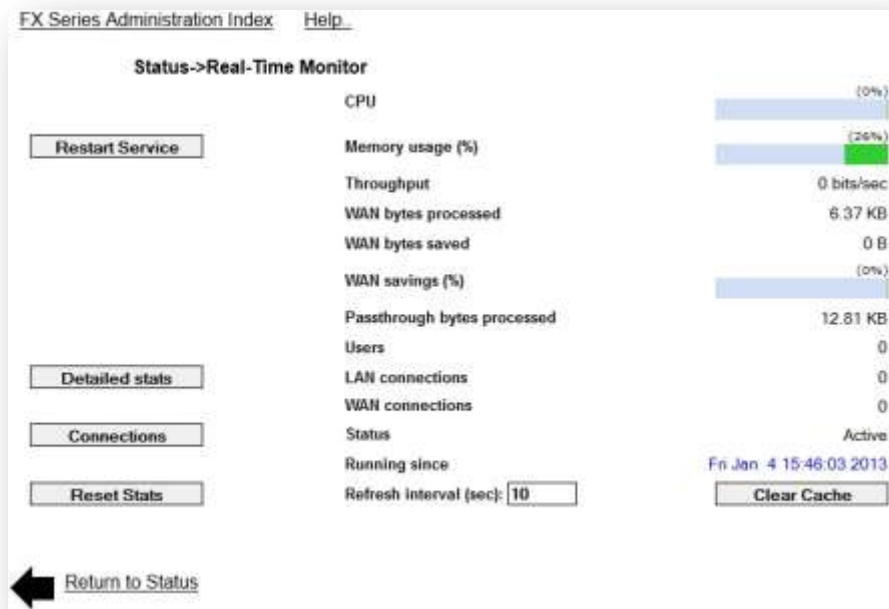 FX Series Administration Index Help..
Status->Real-Time Monitor
CPU (0%)
Restart Service Memory usage (%) (26%)
Throughput 0 bits/sec
WAN bytes processed 6.37 KB
WAN bytes saved 0 B
WAN savings (%) (0%)
Passthrough bytes processed 12.81 KB
Users 0
Detailed stats LAN connections 0
WAN connections 0
Connections Status Active
Running since Fri Jan 4 15:46:03 2013
Reset Stats Refresh interval (sec): 10 Clear Cache
Return to Status